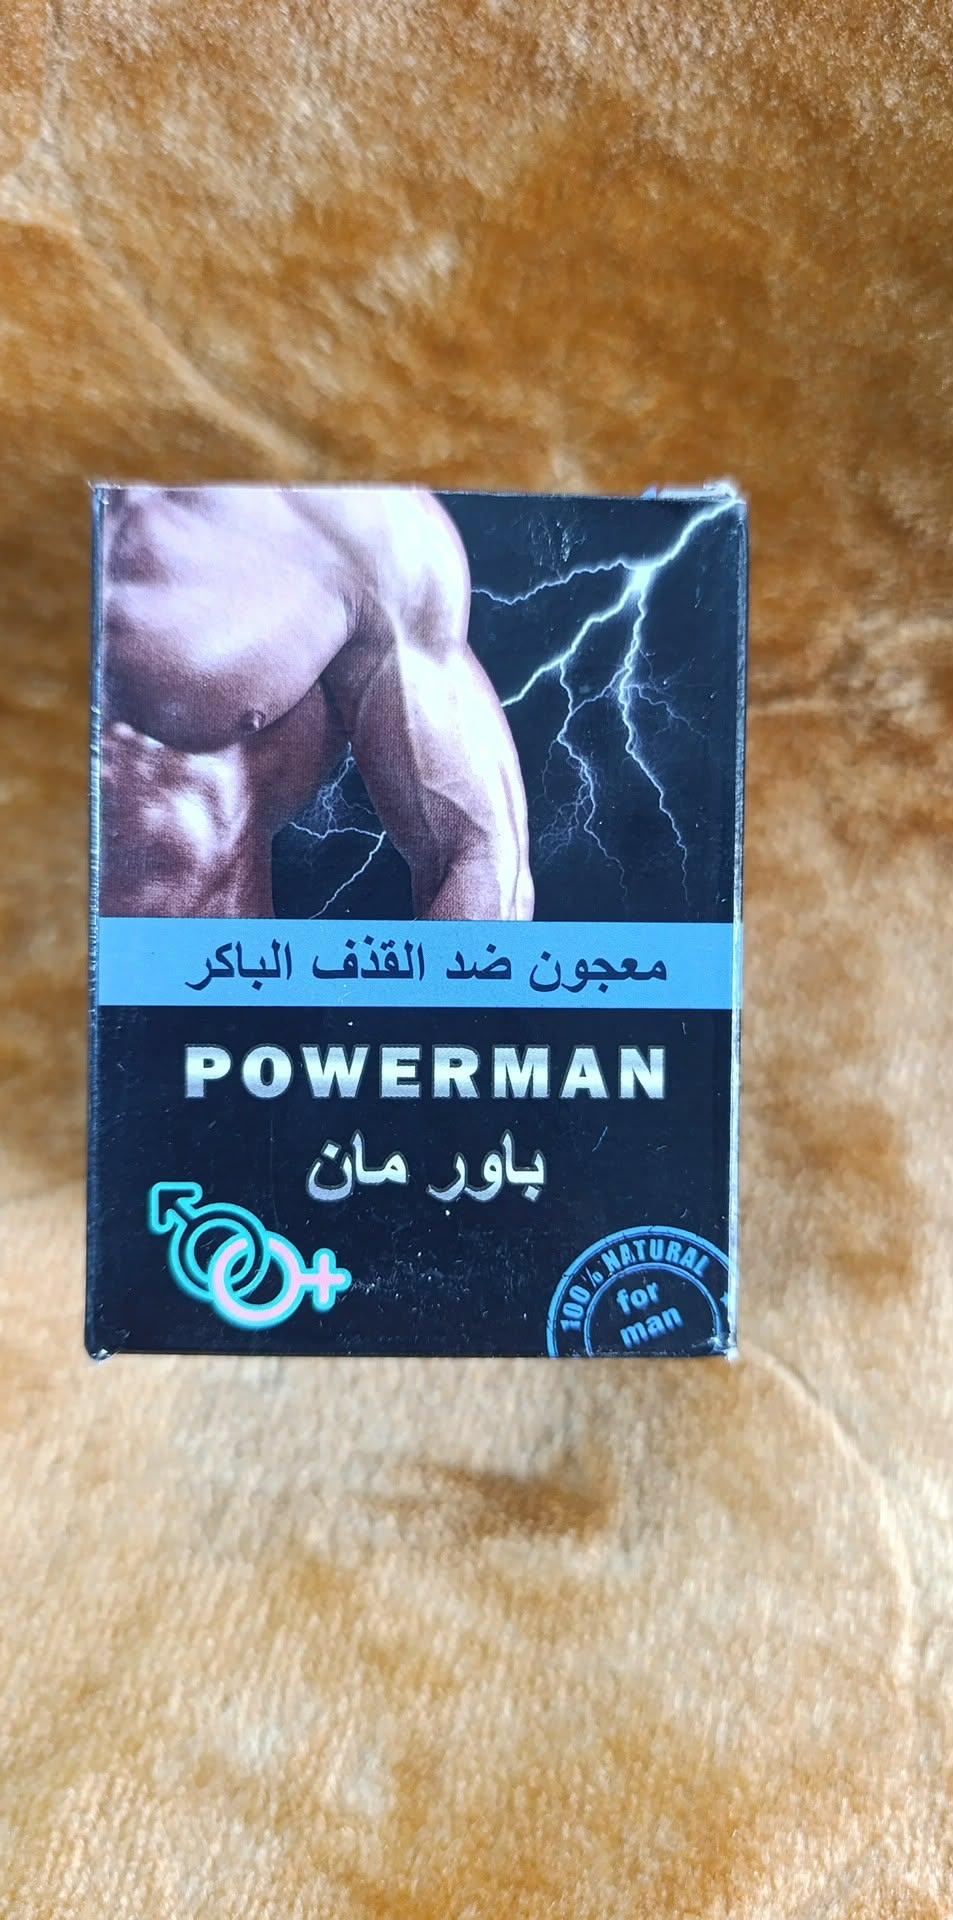 معجون ضد القذف الباكر
POWERMAN
باور مان
100% NATURAL
for
man